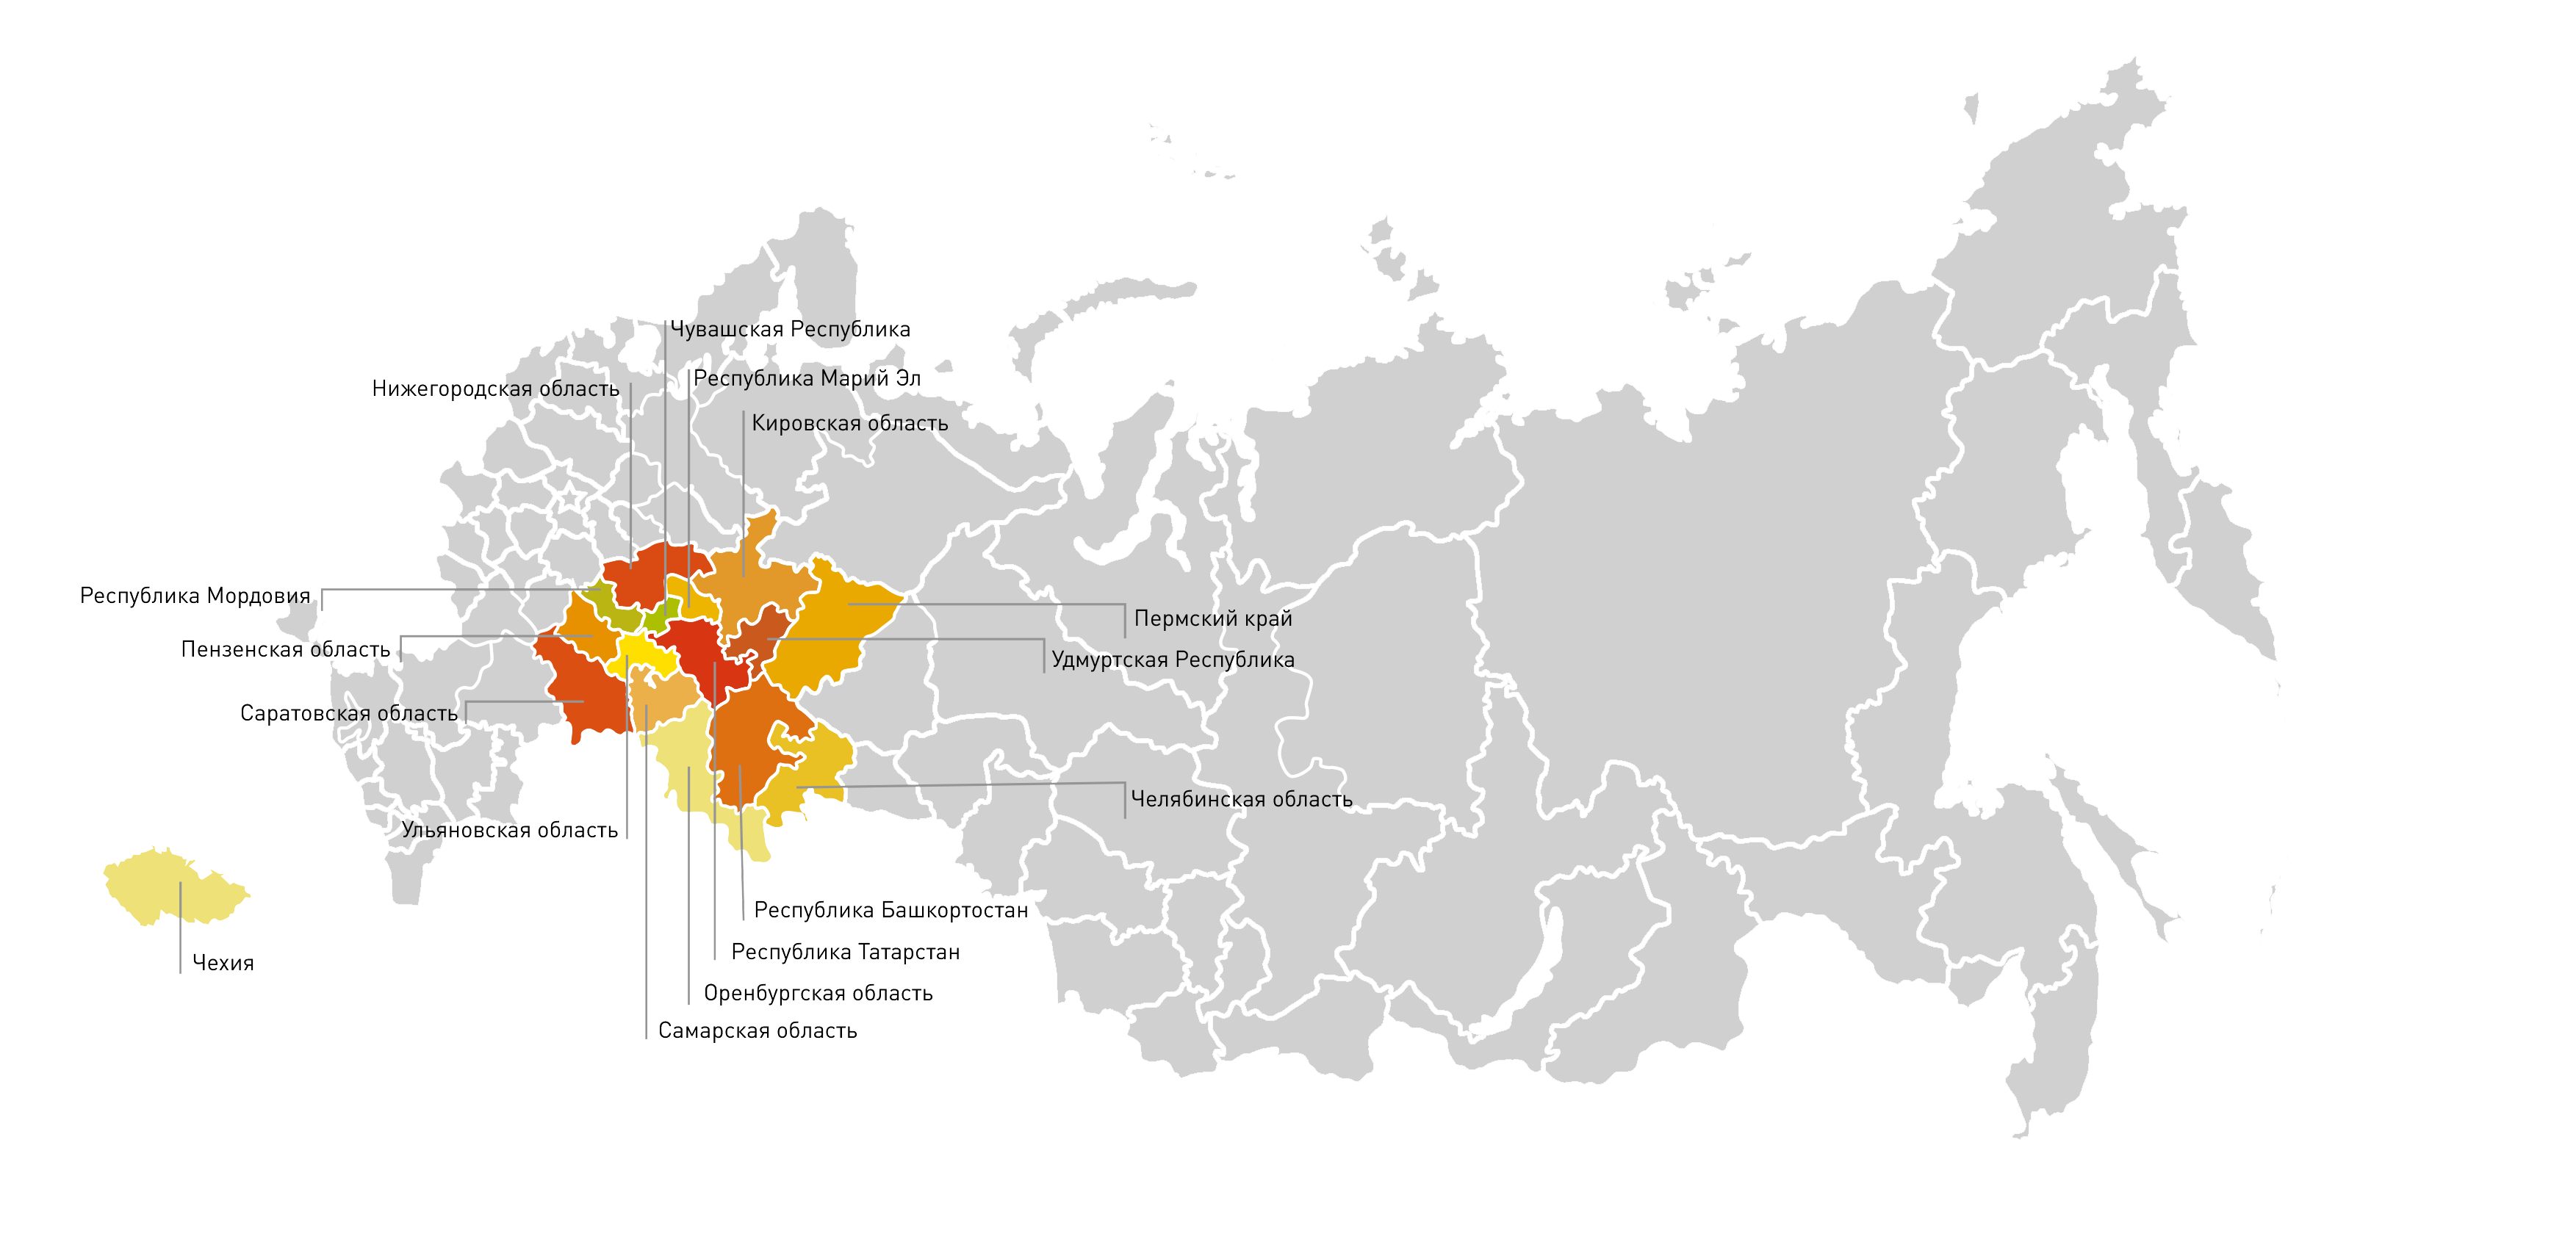 Чувашская Республика
Республика Марий Эл
Нижегородская область
Кировская область
Республика Мордовия
Пермский край
Пензенская область
Удмуртская Республика
Саратовская область
Челябинская область
Ульяновская область
Республика Башкортостан
Республика Татарстан
Чехия
Оренбургская область
Самарская область